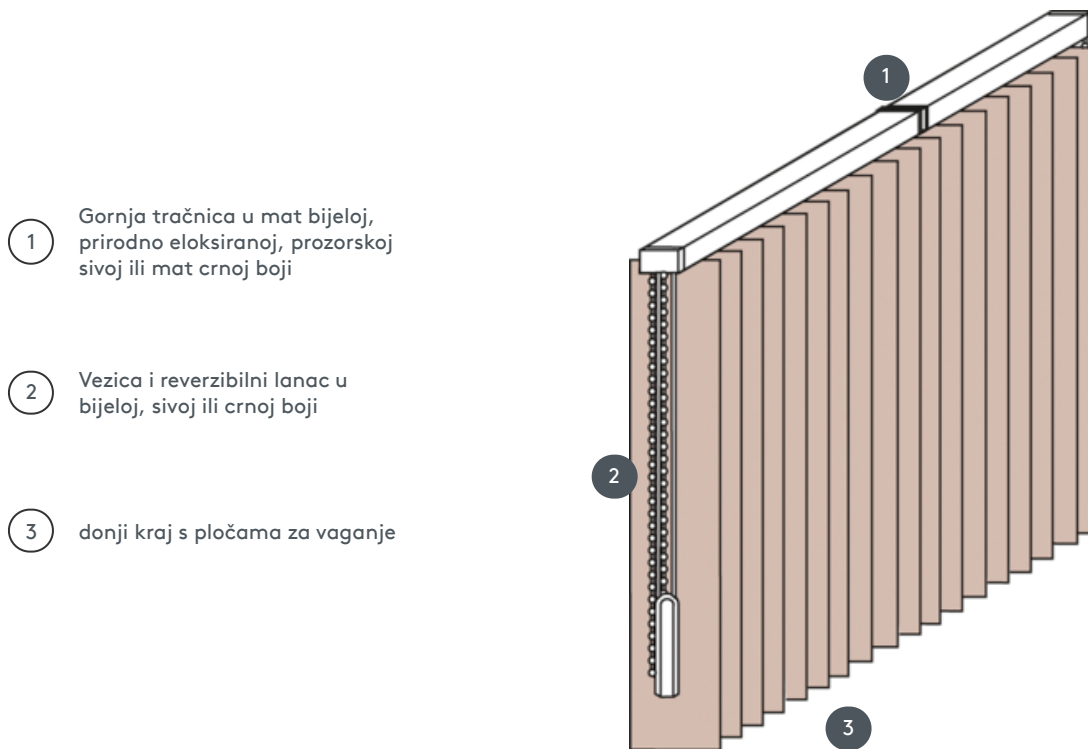 1
Gornja tračnica u mat bijeloj,
prirodno eloksiranoj, prozorskoj
sivoj ili mat crnoj boji
2
Vezica i reverzibilni lanac u
bijeloj, sivoj ili crnoj boji
3
donji kraj s pločama za vaganje
1
2
3